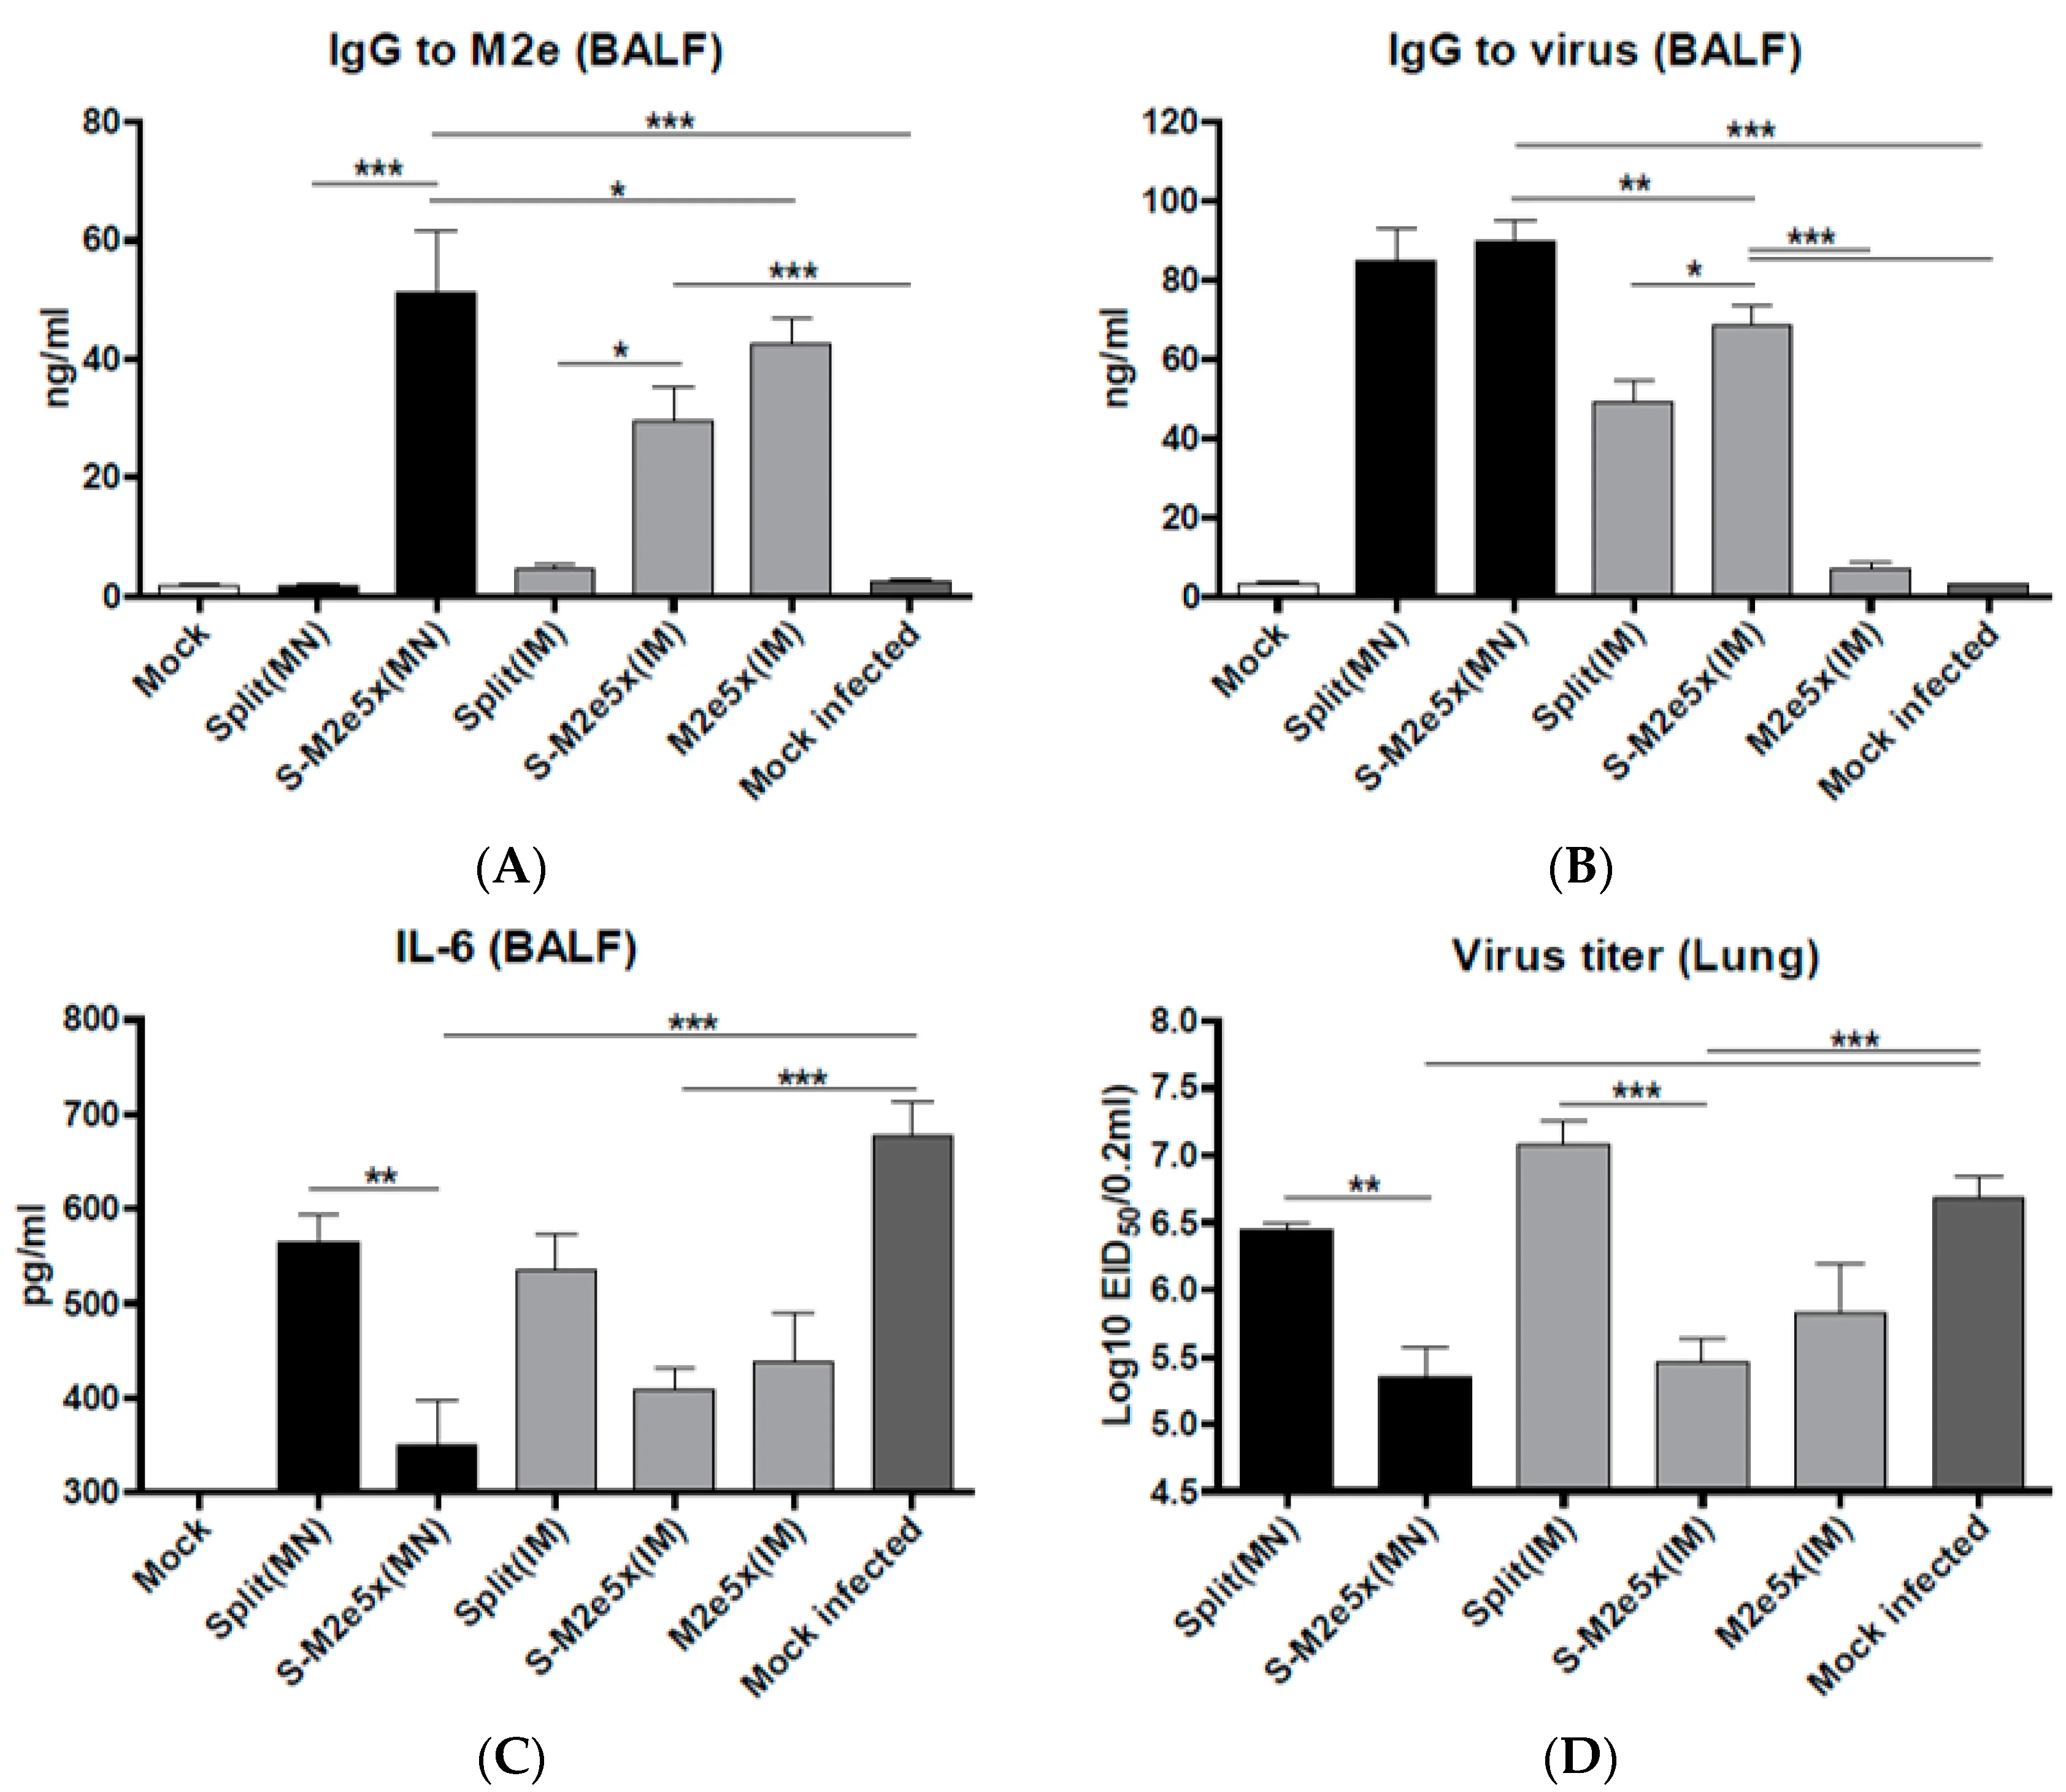 IgG to M2e (BALF)
ng/ml
80
60
40
20
0
***
***
*
***
*
Mock
Split(MN)
S-M2e5x(MN)
Split(IM)
S-M2e5x(IM)
M2e5x(IM)
Mock infected
(A)
IgG to virus (BALF)
ng/ml
120
100
80
60
40
20
0
***
**
***
*
Mock
Split(MN)
S-M2e5x(MN)
Split(IM)
S-M2e5x(IM)
M2e5x(IM)
Mock infected
(B)
IL-6 (BALF)
pg/ml
800
700
600
500
400
300
***
***
**
Mock
Split(MN)
S-M2e5x(MN)
Split(IM)
S-M2e5x(IM)
M2e5x(IM)
Mock infected
(C)
Virus titer (Lung)
Log10 EID50/0.2ml)
8.0
7.5
7.0
6.5
6.0
5.5
5.0
4.5
***
***
**
Split(MN)
S-M2e5x(MN)
Split(IM)
S-M2e5x(IM)
M2e5x(IM)
Mock infected
(D)